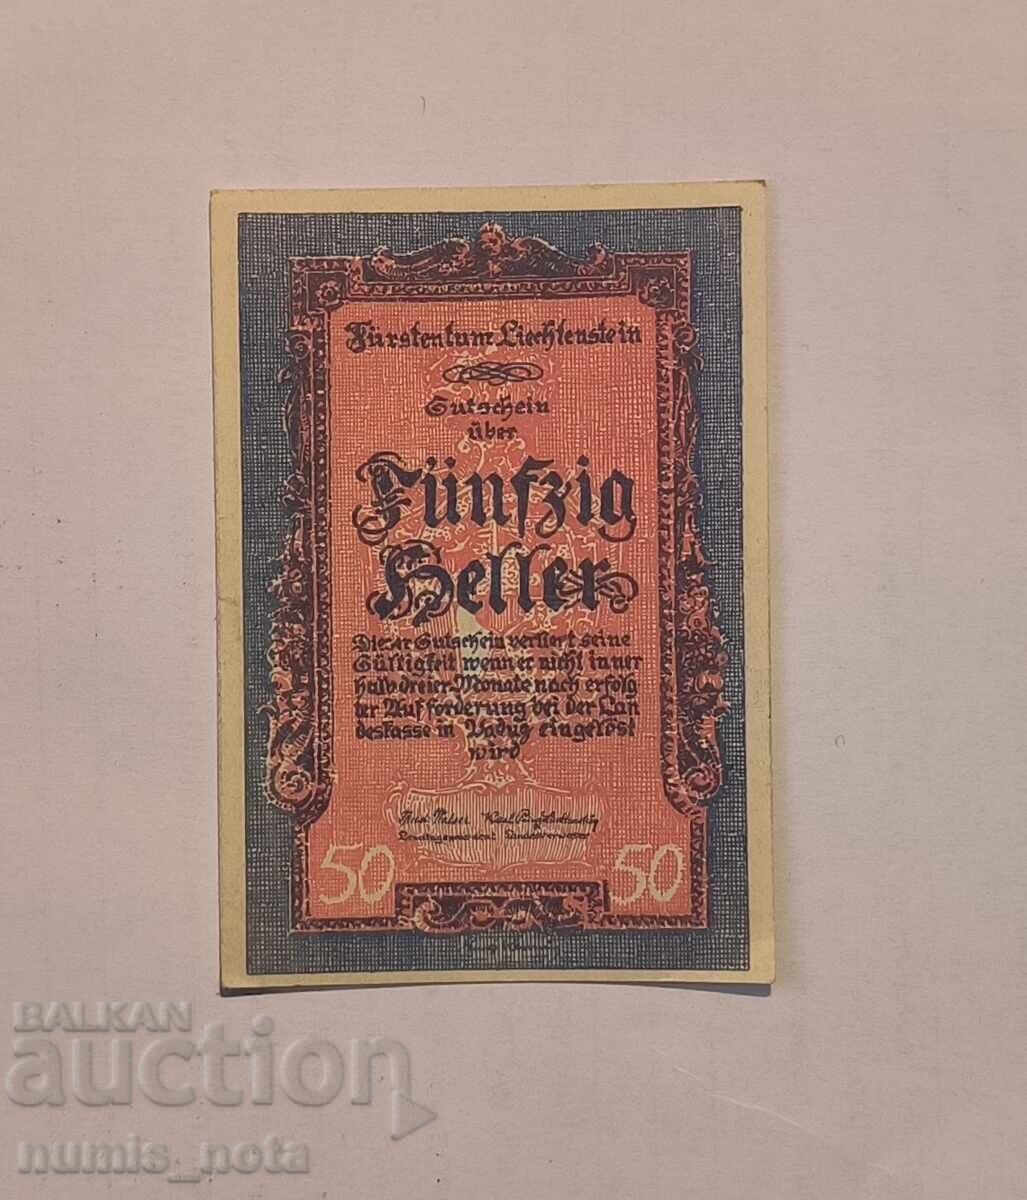 Fürstentum Liechtenstein
Gutschein
über
Fünfzig
Heller
Dieser Gutschein verliert seine
Gültigkeit wenn er nicht inner
halb dreier Monate nach erfolg
ter Aufforderung bei der Lan
deskasse in Vaduz eingelöst
wird
50 50
BALKAN
auction
numis_nota